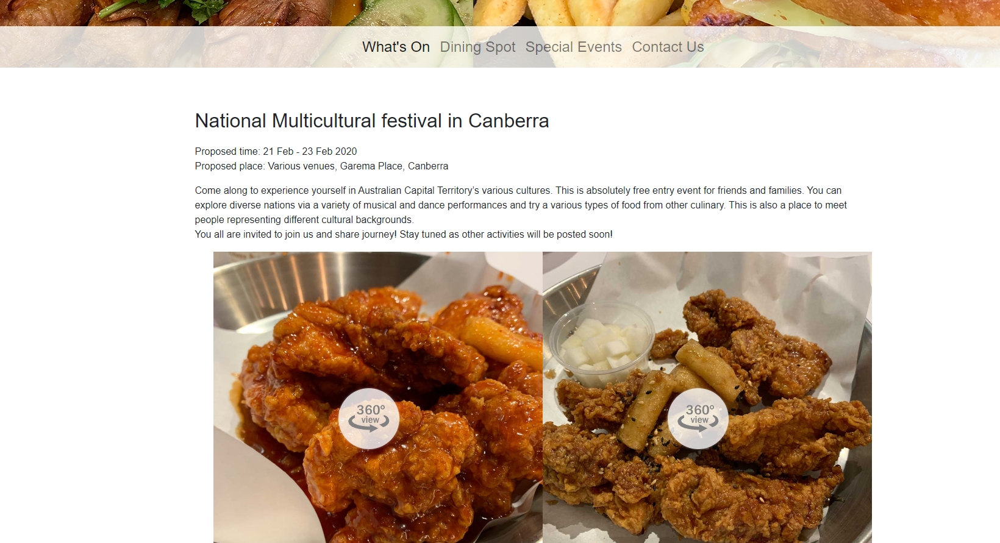 What's On Dining Spot Special Events Contact Us
National Multicultural festival in Canberra
Proposed time: 21 Feb - 23 Feb 2020
Proposed place: Various venues, Garema Place, Canberra
Come along to experience yourself in Australian Capital Territory’s various cultures. This is absolutely free entry event for friends and families. You can
explore diverse nations via a variety of musical and dance performances and try a various types of food from other culinary. This is also a place to meet
people representing different cultural backgrounds.
You all are invited to join us and share journey! Stay tuned as other activities will be posted soon!
360º
view
360º
view